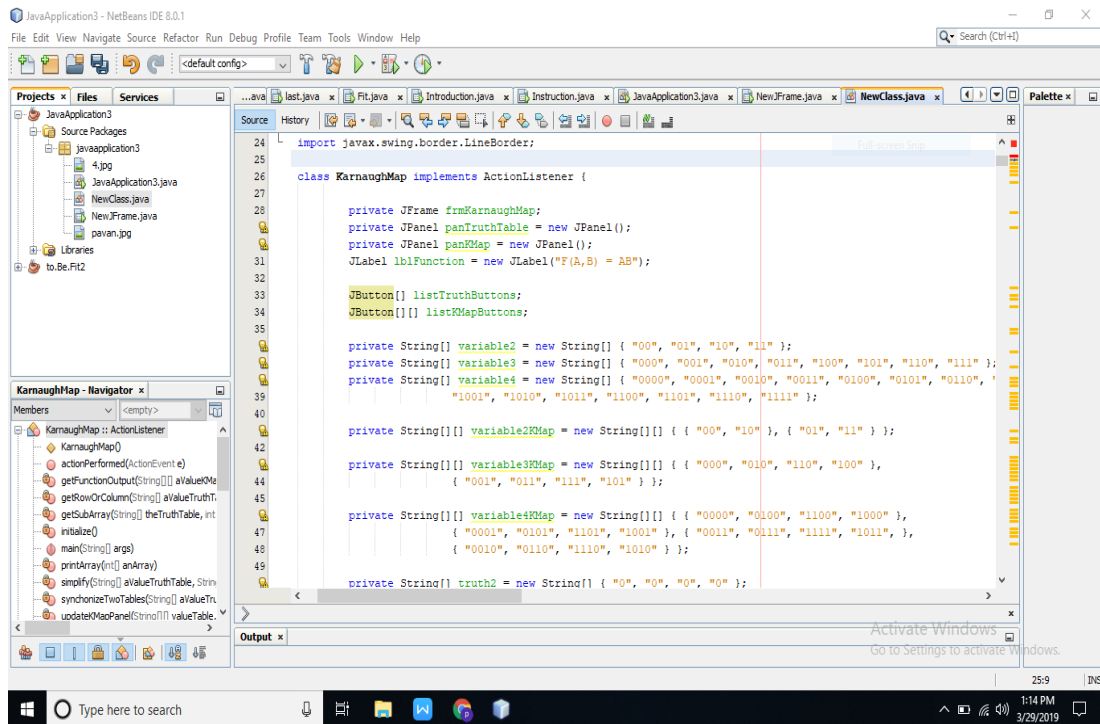 JavaApplication3 - NetBeans IDE 8.0.1
File Edit View Navigate Source Refactor Run Debug Profile Team Tools Window Help
Search (Ctrl+I)
<default config>
Projects x Files Services
JavaApplication3
Source Packages
javaapplication3
4.jpg
JavaApplication3.java
NewClass.java
NewJFrame.java
pavan.jpg
Libraries
to.Be.Fit2
KarnaughMap - Navigator x
Members <empty>
KarnaughMap :: ActionListener
KarnaughMap()
actionPerformed(ActionEvent e)
getFunctionOutput(String[][] aValueKMa
getRowOrColumn(String[] aValueTruthT
getSubArray(String[] theTruthTable, int
initialize()
main(String[] args)
printArray(int[] anArray)
simplify(String[] aValueTruthTable, Strin
synchonizeTwoTables(String[] aValueTru
updateKMapPanel(String[][] valueTable,
...ava last.java x Fit.java x Introduction.java x Instruction.java x JavaApplication3.java x NewJFrame.java x NewClass.java x
Source History
Full-screen Snip
24 import javax.swing.border.LineBorder;
25
26 class KarnaughMap implements ActionListener {
27
28 private JFrame frmKarnaughMap;
private JPanel panTruthTable = new JPanel();
private JPanel panKMap = new JPanel();
31 JLabel lblFunction = new JLabel("F(A,B) = AB");
32
33 JButton[] listTruthButtons;
34 JButton[][] listKMapButtons;
35
private String[] variable2 = new String[] { "00", "01", "10", "11" };
private String[] variable3 = new String[] { "000", "001", "010", "011", "100", "101", "110", "111" };
private String[] variable4 = new String[] { "0000", "0001", "0010", "0011", "0100", "0101", "0110", "
39 "1001", "1010", "1011", "1100", "1101", "1110", "1111" };
40
private String[][] variable2KMap = new String[][] { { "00", "10" }, { "01", "11" } };
42
private String[][] variable3KMap = new String[][] { { "000", "010", "110", "100" },
44 { "001", "011", "111", "101" } };
45
private String[][] variable4KMap = new String[][] { { "0000", "0100", "1100", "1000" },
47 { "0001", "0101", "1101", "1001" }, { "0011", "0111", "1111", "1011", },
48 { "0010", "0110", "1110", "1010" } };
49
private String[] truth2 = new String[] { "0", "0", "0", "0" };
Palette x
Output x
Activate Windows
Go to Settings to activate Windows.
25:9 INS
Type here to search
1:14 PM
3/29/2019